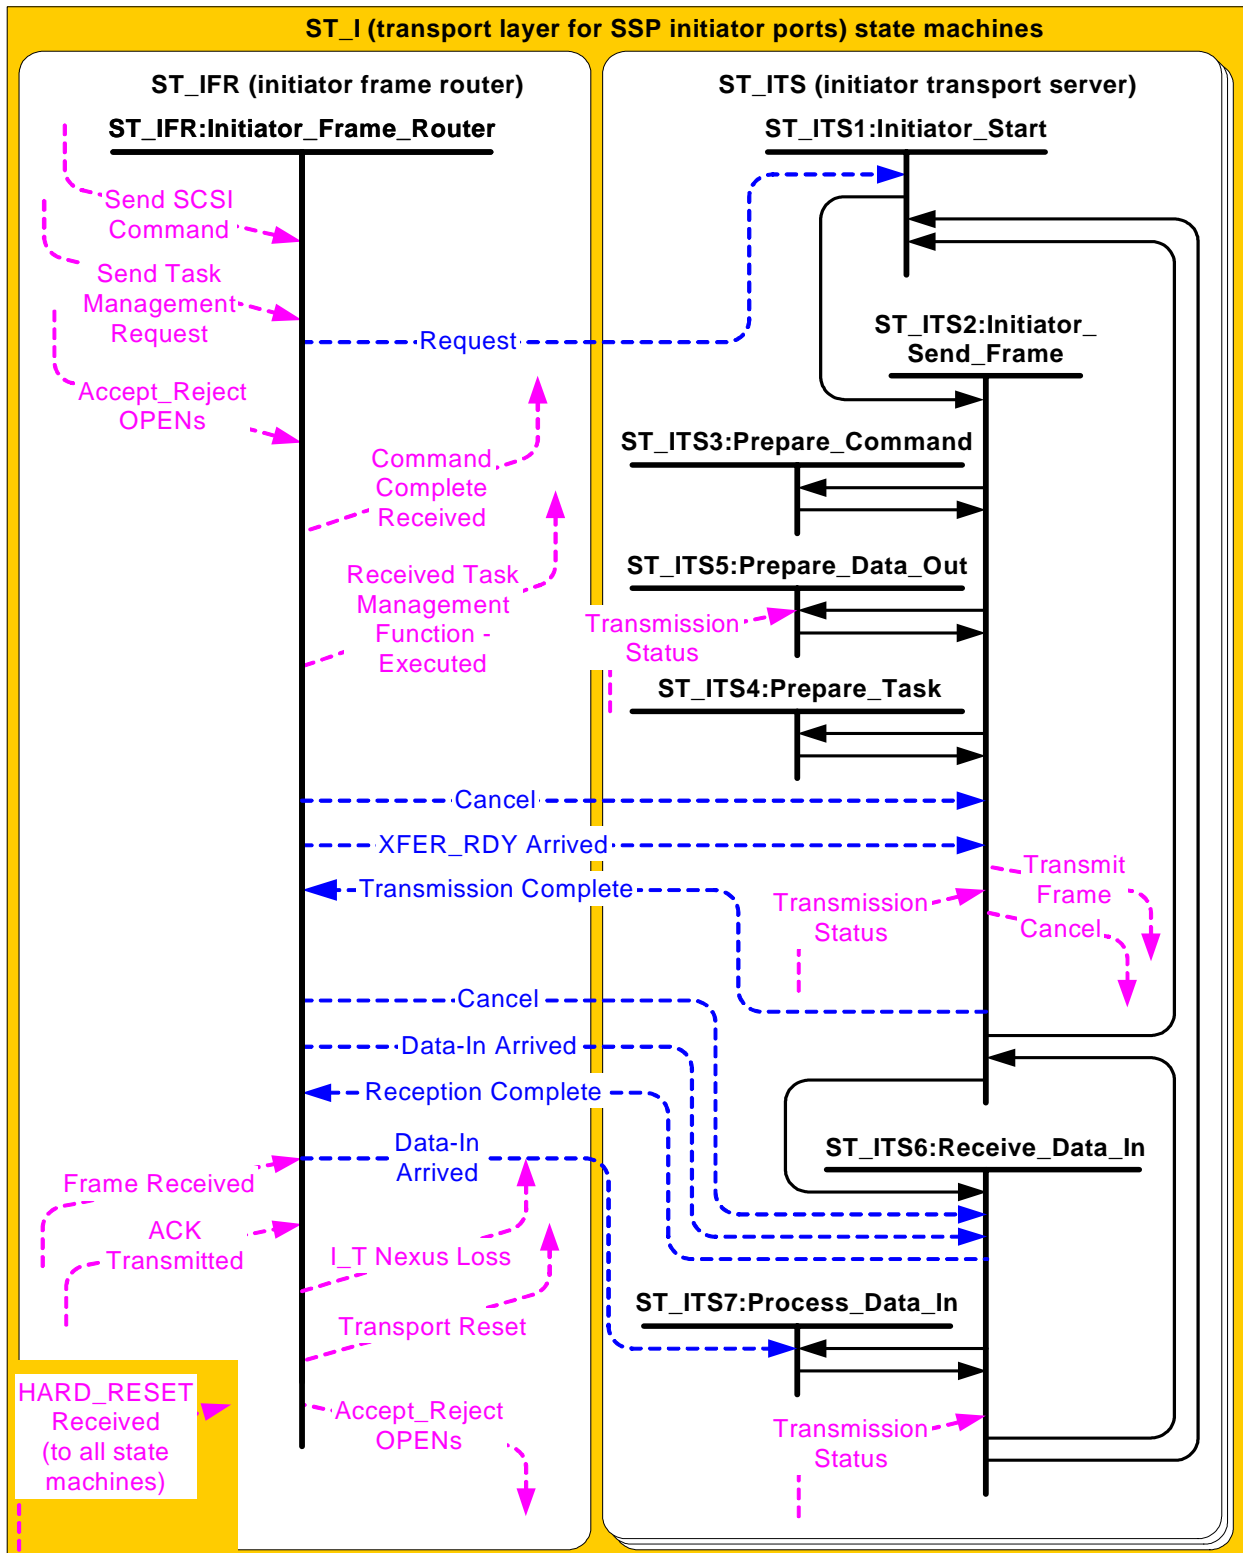 ST_I (transport layer for SSP initiator ports) state machines
ST_IFR (initiator frame router)
ST_IFR:Initiator_Frame_Router
Send SCSI
Command
Send Task
Management
Request
Request
Accept_Reject
OPENs
Command
Complete
Received
Received Task
Management
Function -
Executed
Cancel
XFER_RDY Arrived
Transmission Complete
Cancel
Data-In Arrived
Reception Complete
Data-In
Arrived
Frame Received
ACK
Transmitted
I_T Nexus Loss
Transport Reset
HARD_RESET
Received
(to all state
machines)
Accept_Reject
OPENs
ST_ITS (initiator transport server)
ST_ITS1:Initiator_Start
ST_ITS2:Initiator_
Send_Frame
ST_ITS3:Prepare_Command
ST_ITS5:Prepare_Data_Out
Transmission
Status
ST_ITS4:Prepare_Task
Transmit
Frame
Transmission
Status
Cancel
ST_ITS6:Receive_Data_In
ST_ITS7:Process_Data_In
Transmission
Status